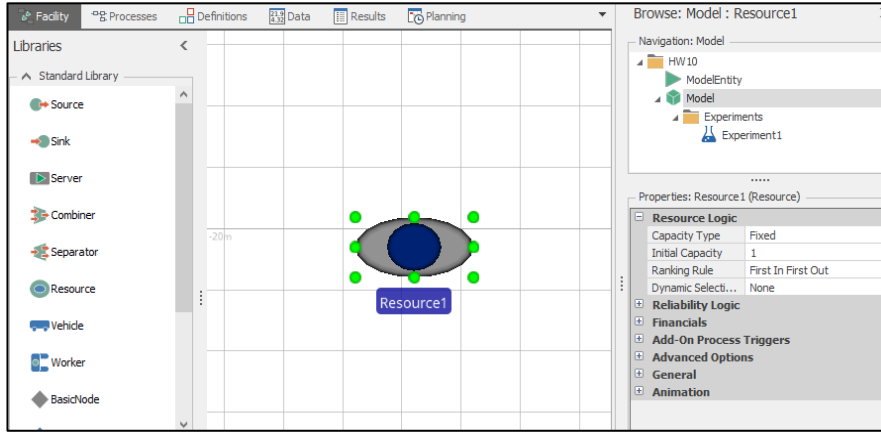 Facility Processes Definitions Data Results Planning
Browse: Model : Resource1
Libraries
Standard Library
Source
Sink
Server
Combiner
Separator
Resource
Vehicle
Worker
BasicNode
-20m
Resource1
Navigation: Model
HW10
ModelEntity
Model
Experiments
Experiment1
Properties: Resource1 (Resource)
Resource Logic
Capacity Type Fixed
Initial Capacity 1
Ranking Rule First In First Out
Dynamic Selecti... None
Reliability Logic
Financials
Add-On Process Triggers
Advanced Options
General
Animation